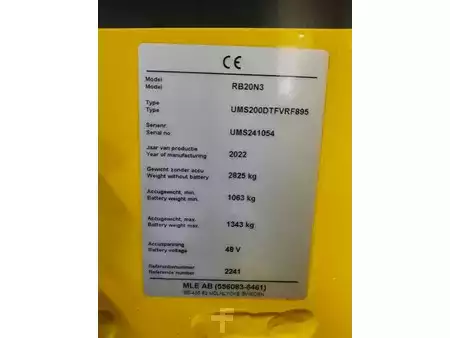 CE
Model
Model RB20N3
Type
Type UMS200DTFVRF895
Serienr.
Serial no. UMS241054
Jaar van productie
Year of manufacturing 2022
Gewicht zonder accu
Weight without battery 2825 kg
Accugewicht, min.
Battery weight min. 1063 kg
Accugewicht, max.
Battery weight max. 1343 kg
Accuspanning
Battery voltage 48 V
Referentienummer
Reference number 2241
MLE AB (556083-8461)
SWEDEN